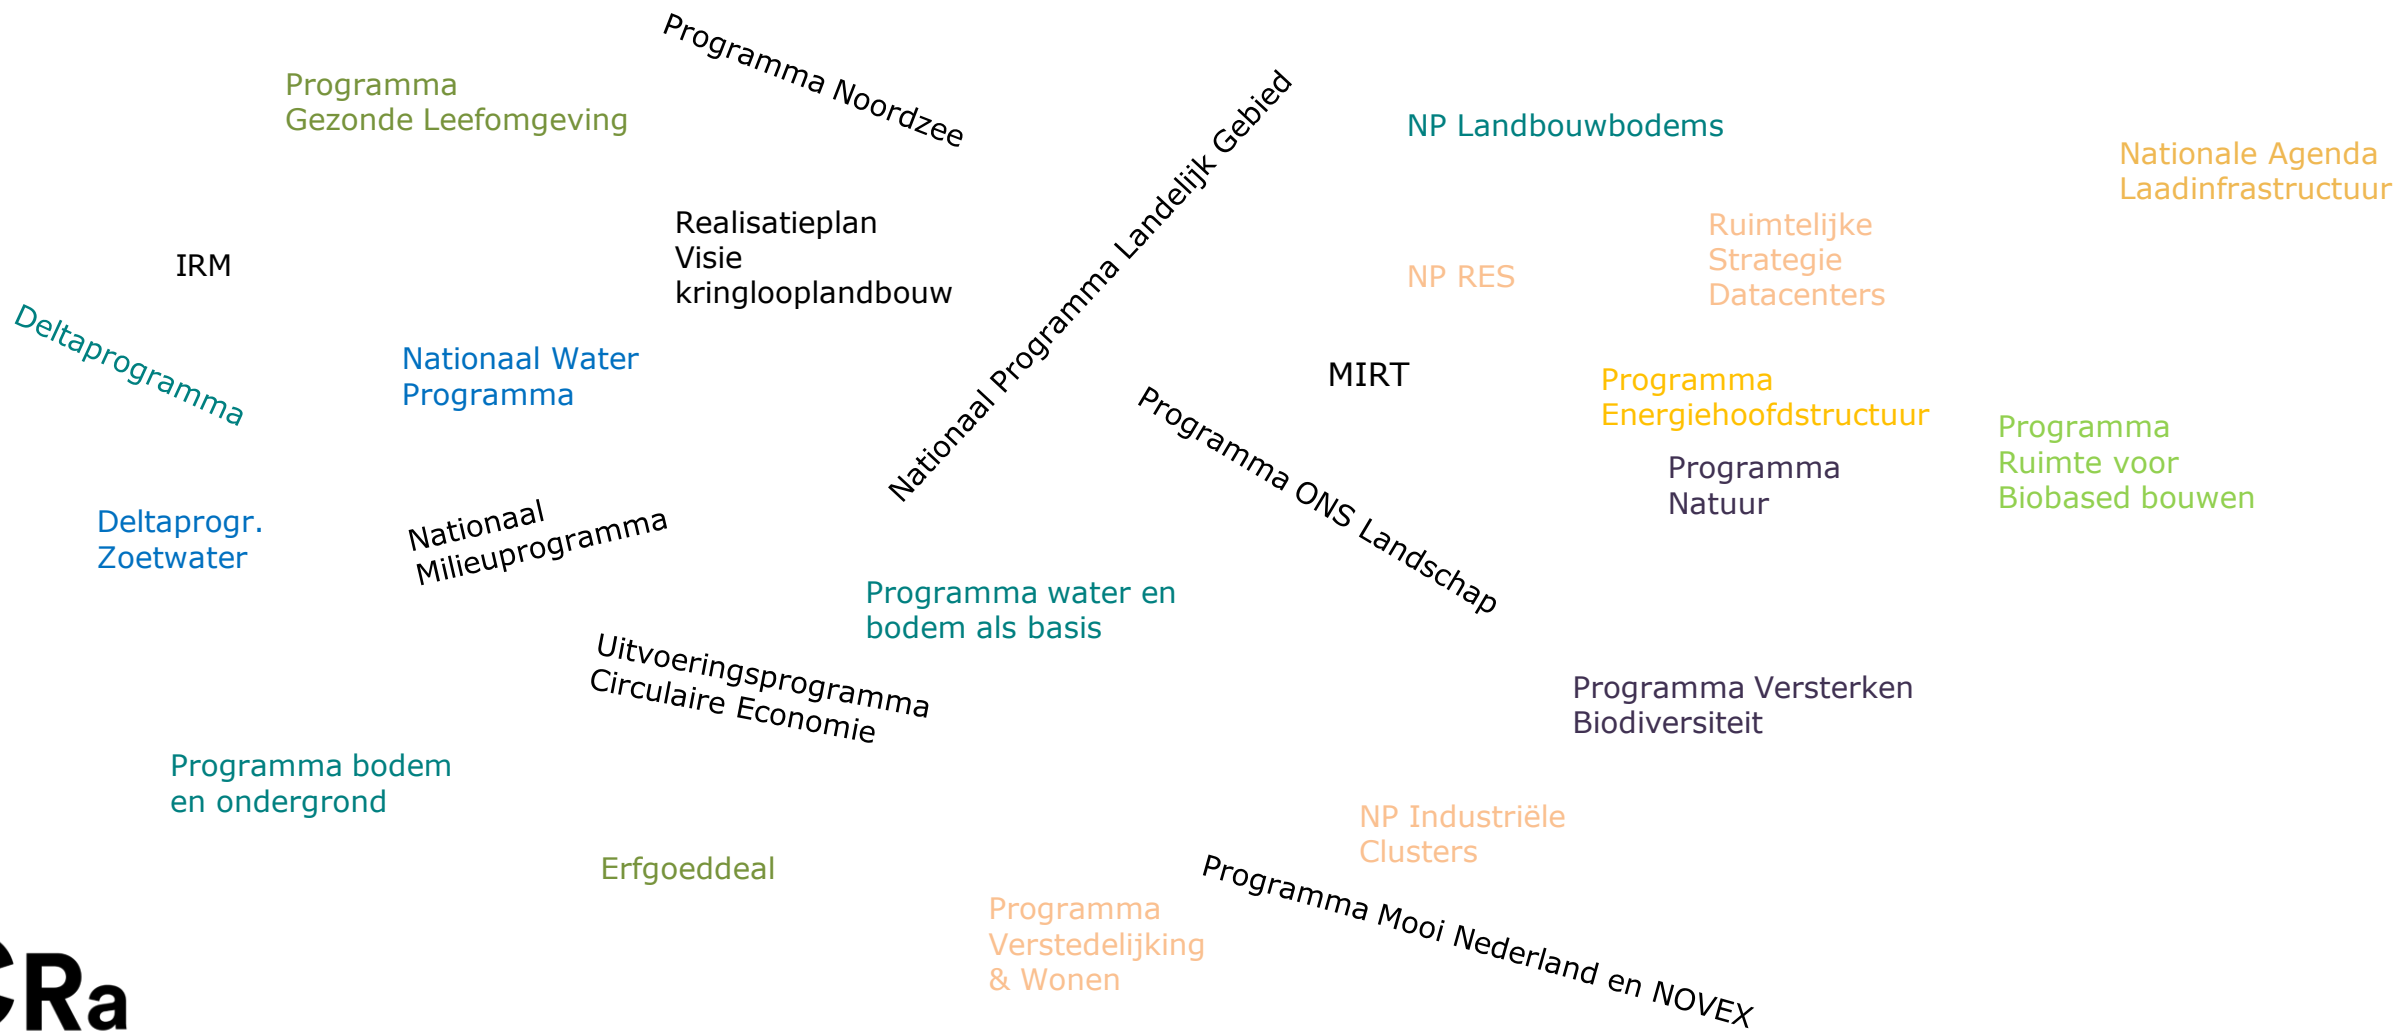 Programma Noordzee
Programma
Gezonde Leefomgeving
Nationaal Programma Landelijk Gebied
NP Landbouwbodems
Nationale Agenda
Laadinfrastructuur
Realisatieplan
Visie
kringlooplandbouw
Ruimtelijke
Strategie
Datacenters
IRM
NP RES
Deltaprogramma
Nationaal Water
Programma
MIRT
Programma
Energiehoofdstructuur
Programma ONS Landschap
Programma
Ruimte voor
Biobased bouwen
Programma
Natuur
Deltaprogr.
Zoetwater
Nationaal
Milieuprogramma
Programma water en
bodem als basis
Uitvoeringsprogramma
Circulaire Economie
Programma Versterken
Biodiversiteit
Programma bodem
en ondergrond
NP Industriële
Clusters
Erfgoeddeal
Programma Mooi Nederland en NOVEX
Programma
Verstedelijking
& Wonen
CRa